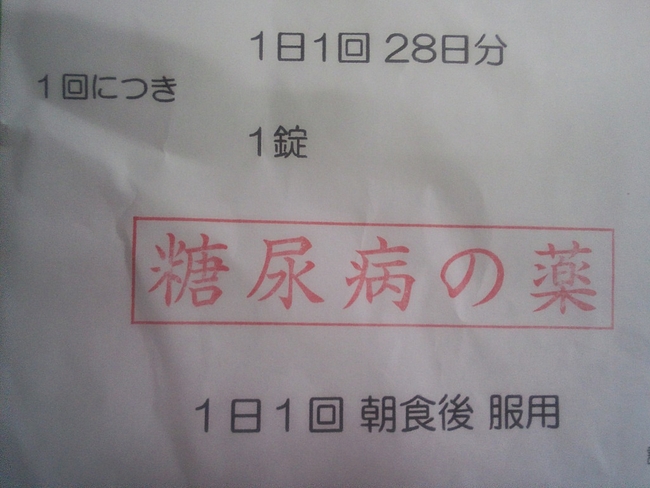 1日1回 28日分
1回につき
1錠
糖尿病の薬
1日1回 朝食後 服用